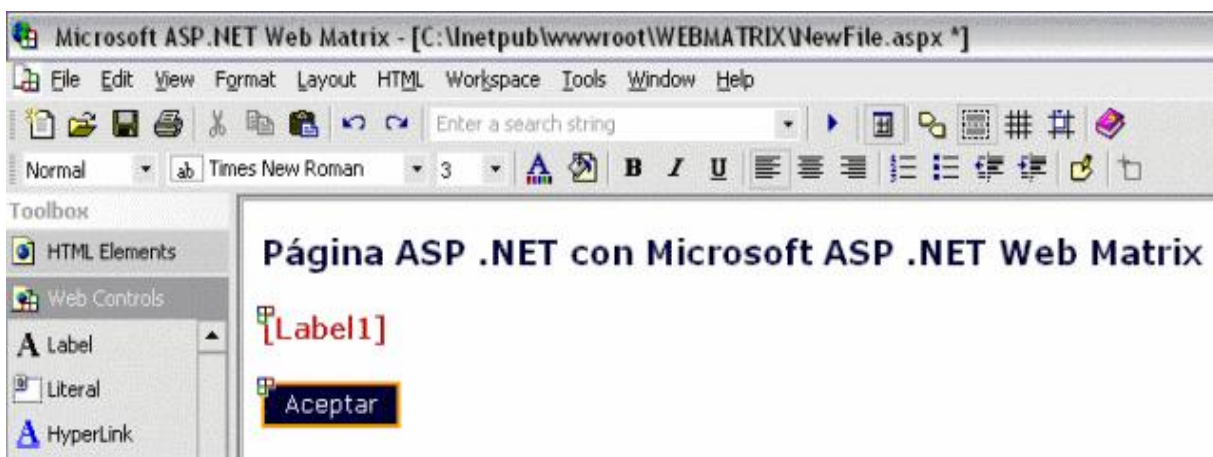 Microsoft ASP.NET Web Matrix - [C:\Inetpub\wwwroot\WEBMATRIX\NewFile.aspx *]
File Edit View Format Layout HTML Workspace Tools Window Help
Enter a search string
Normal ab Times New Roman 3 A B I U
Toolbox
HTML Elements
Web Controls
A Label
Literal
A HyperLink
Página ASP .NET con Microsoft ASP .NET Web Matrix
[Label1]
Aceptar